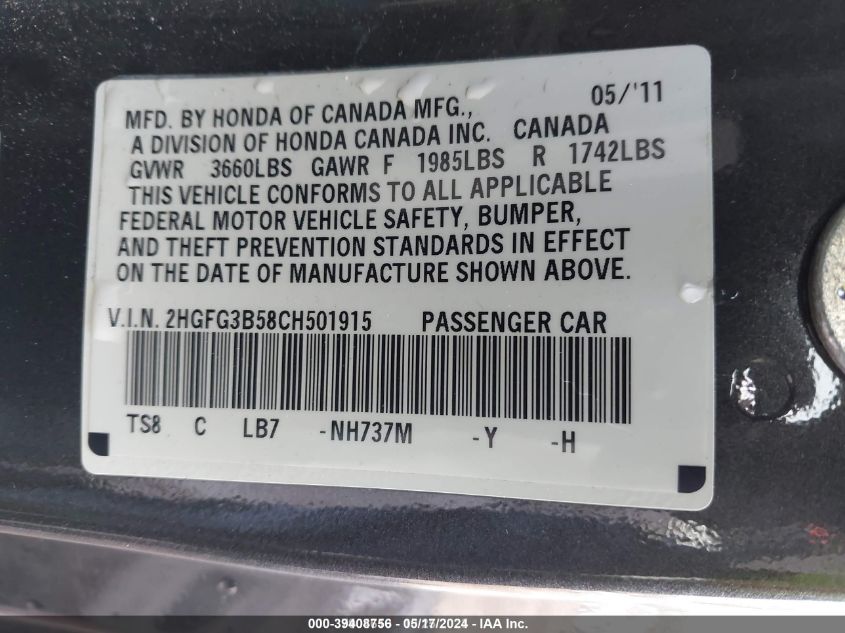 05/'11
MFD. BY HONDA OF CANADA MFG.,
A DIVISION OF HONDA CANADA INC. CANADA
GVWR 3660LBS GAWR F 1985LBS R 1742LBS
THIS VEHICLE CONFORMS TO ALL APPLICABLE
FEDERAL MOTOR VEHICLE SAFETY, BUMPER,
AND THEFT PREVENTION STANDARDS IN EFFECT
ON THE DATE OF MANUFACTURE SHOWN ABOVE.
V.I.N. 2HGFG3B58CH501915 PASSENGER CAR
TS8 C LB7 -NH737M -Y -H
000-39408756 - 05/17/2024 - IAA Inc.